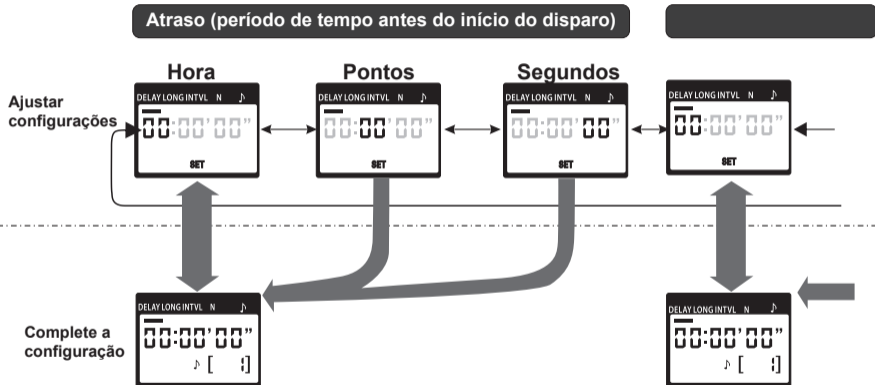 Atraso (período de tempo antes do início do disparo)
Hora
Pontos
Segundos
Ajustar
configurações
DELAY LONG INTVL N ♪
00:00'00"
SET
DELAY LONG INTVL N ♪
00:00'00"
SET
DELAY LONG INTVL N ♪
00:00'00"
SET
DELAY LONG INTVL N ♪
00:00'00"
SET
Complete a
configuração
DELAY LONG INTVL N ♪
00:00'00"
♪ [ 1]
DELAY LONG INTVL N ♪
00:00'00"
♪ [ 1]